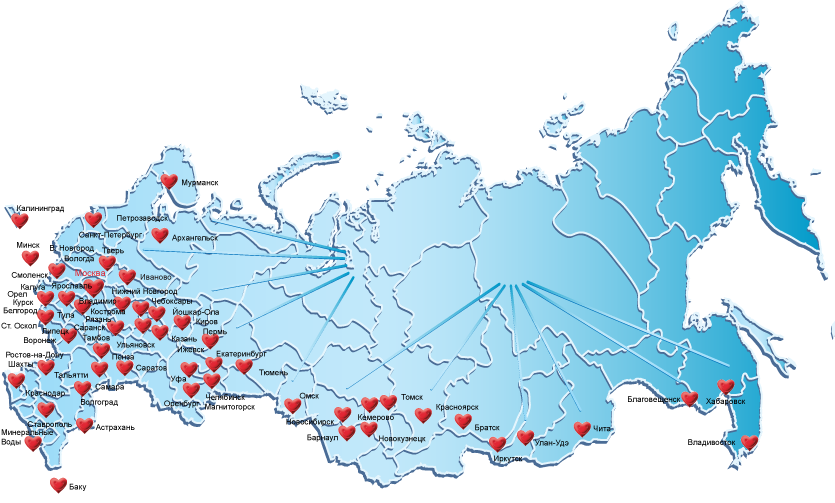 Мурманск
Калининград
Петрозаводск
Санкт-Петербург
Архангельск
Минск
В. Новгород
Тверь
Вологда
Смоленск
Москва
Иваново
Калуга
Ярославль
Нижний Новгород
Орел
Владимир
Чебоксары
Курск
Кострома
Йошкар-Ола
Белгород
Тула
Рязань
Киров
Ст. Оскол
Липецк
Саранск
Пермь
Воронеж
Тамбов
Казань
Ульяновск
Ижевск
Ростов-на-Дону
Пенза
Екатеринбург
Шахты
Саратов
Тюмень
Тальятти
Уфа
Самара
Краснодар
Челябинск
Волгоград
Оренбург
Магнитогорск
Ставрополь
Астрахань
Минеральные
Воды
Баку
Омск
Томск
Новосибирск
Кемерово
Красноярск
Барнаул
Новокузнецк
Братск
Иркутск
Улан-Удэ
Чита
Благовещенск
Хабаровск
Владивосток